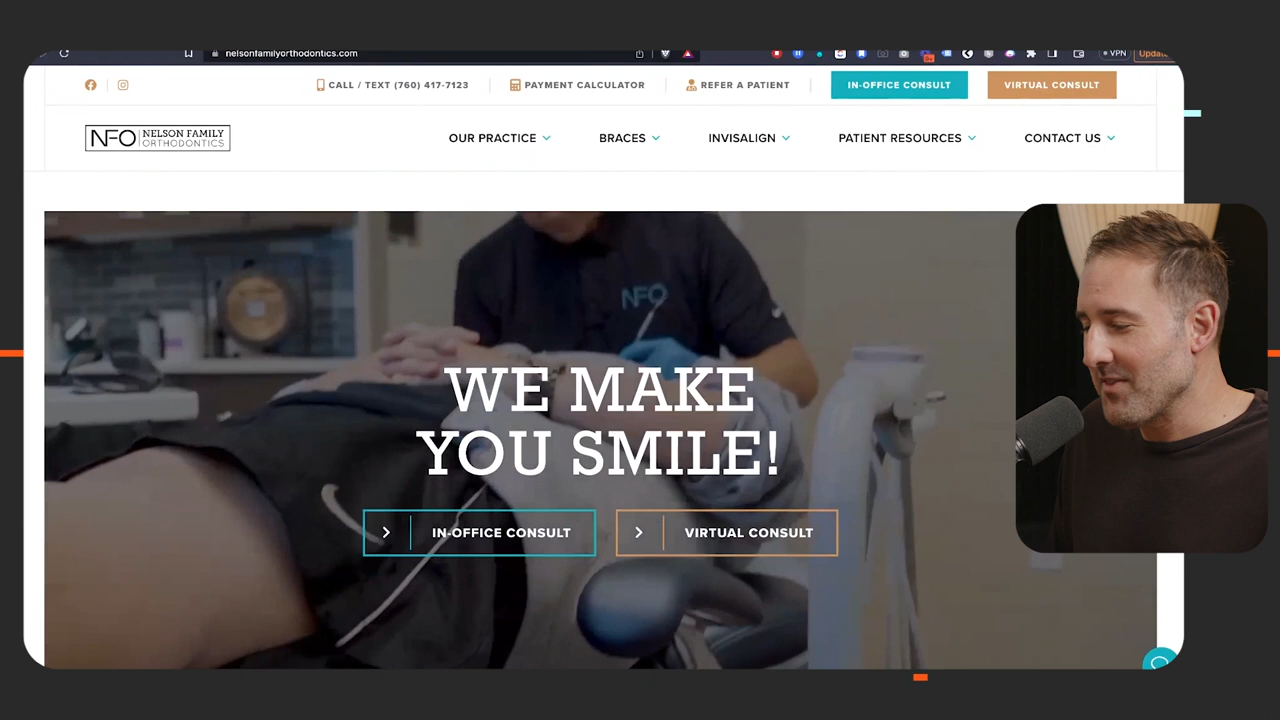 nelsonfamilyorthodontics.com
VPN
Update
CALL / TEXT (760) 417-7123
PAYMENT CALCULATOR
REFER A PATIENT
IN-OFFICE CONSULT
VIRTUAL CONSULT
NFO
NELSON FAMILY
ORTHODONTICS
OUR PRACTICE
BRACES
INVISALIGN
PATIENT RESOURCES
CONTACT US
NFO
WE MAKE
YOU SMILE!
IN-OFFICE CONSULT
VIRTUAL CONSULT